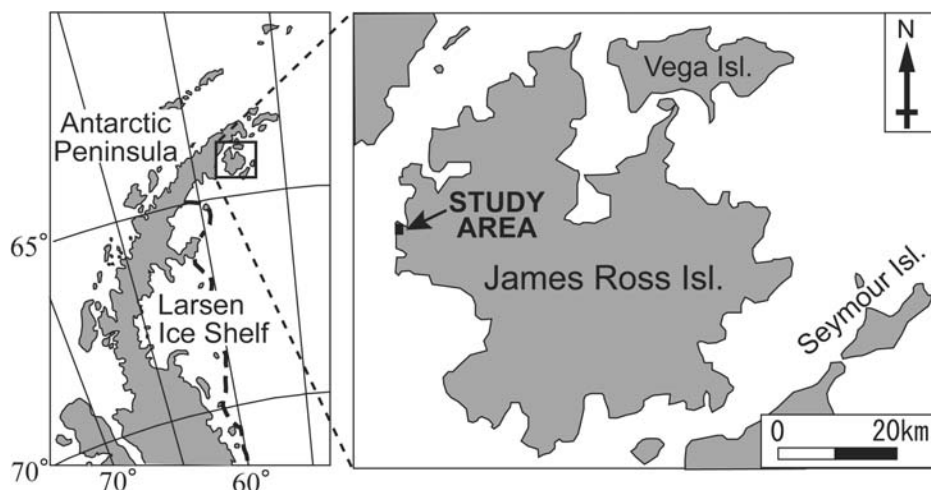 Antarctic
Peninsula
65°
Larsen
Ice Shelf
70°
70°
60°
Vega Isl.
N
STUDY
AREA
James Ross Isl.
Seymour Isl.
0 20km